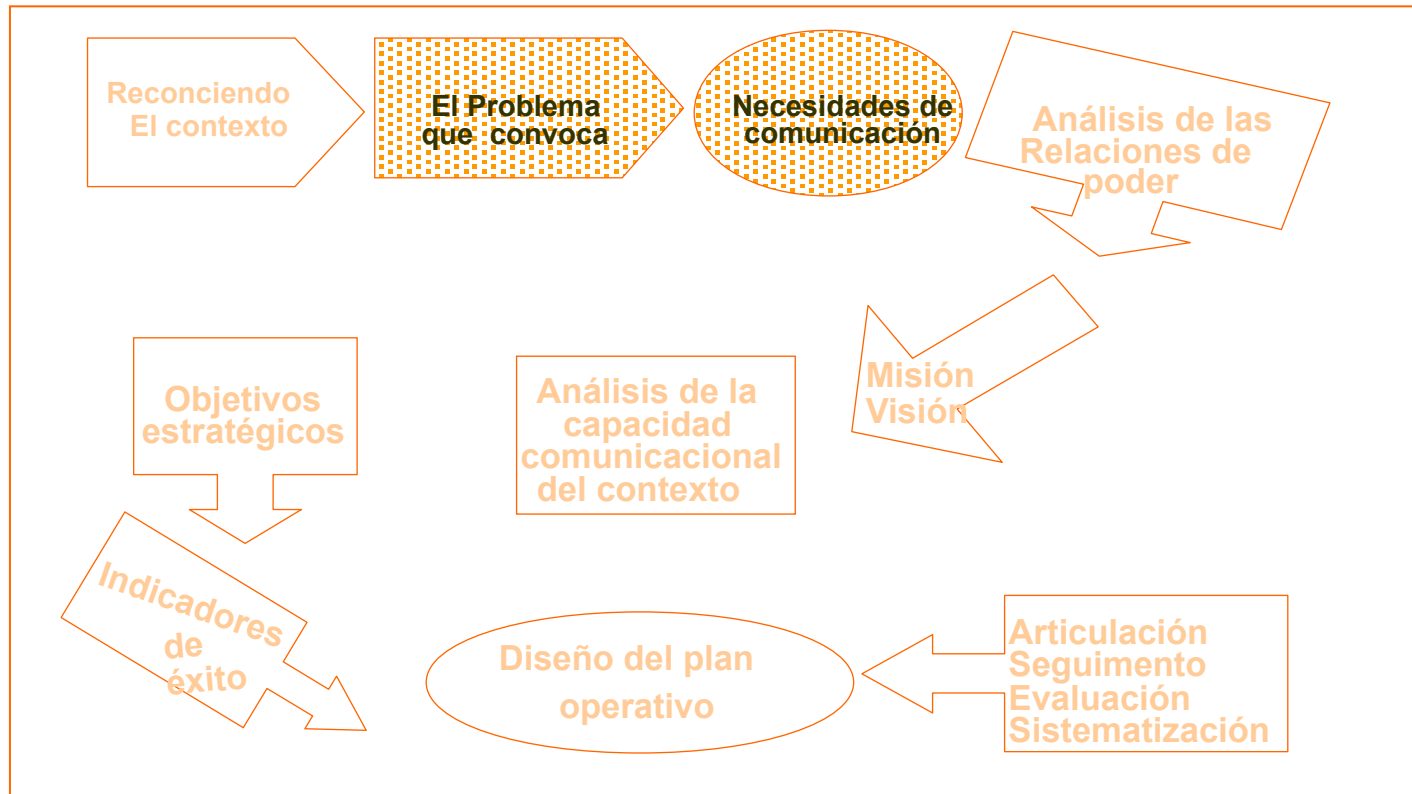 Reconciendo
El contexto
El Problema
que convoca
Necesidades de
comunicación
Análisis de las
Relaciones de
poder
Misión
Visión
Análisis de la
capacidad
comunicacional
del contexto
Objetivos
estratégicos
Indicadores
de
éxito
Diseño del plan
operativo
Articulación
Seguimento
Evaluación
Sistematización